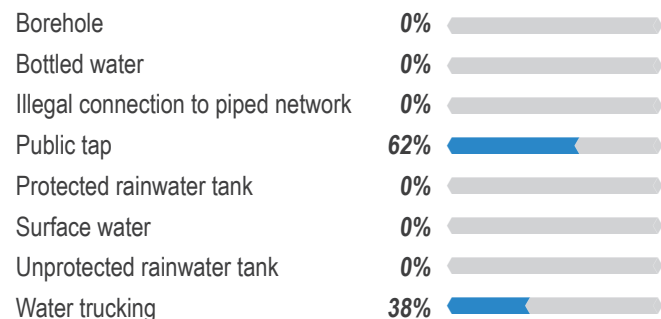 Borehole 0%
Bottled water 0%
Illegal connection to piped network 0%
Public tap 62%
Protected rainwater tank 0%
Surface water 0%
Unprotected rainwater tank 0%
Water trucking 38%